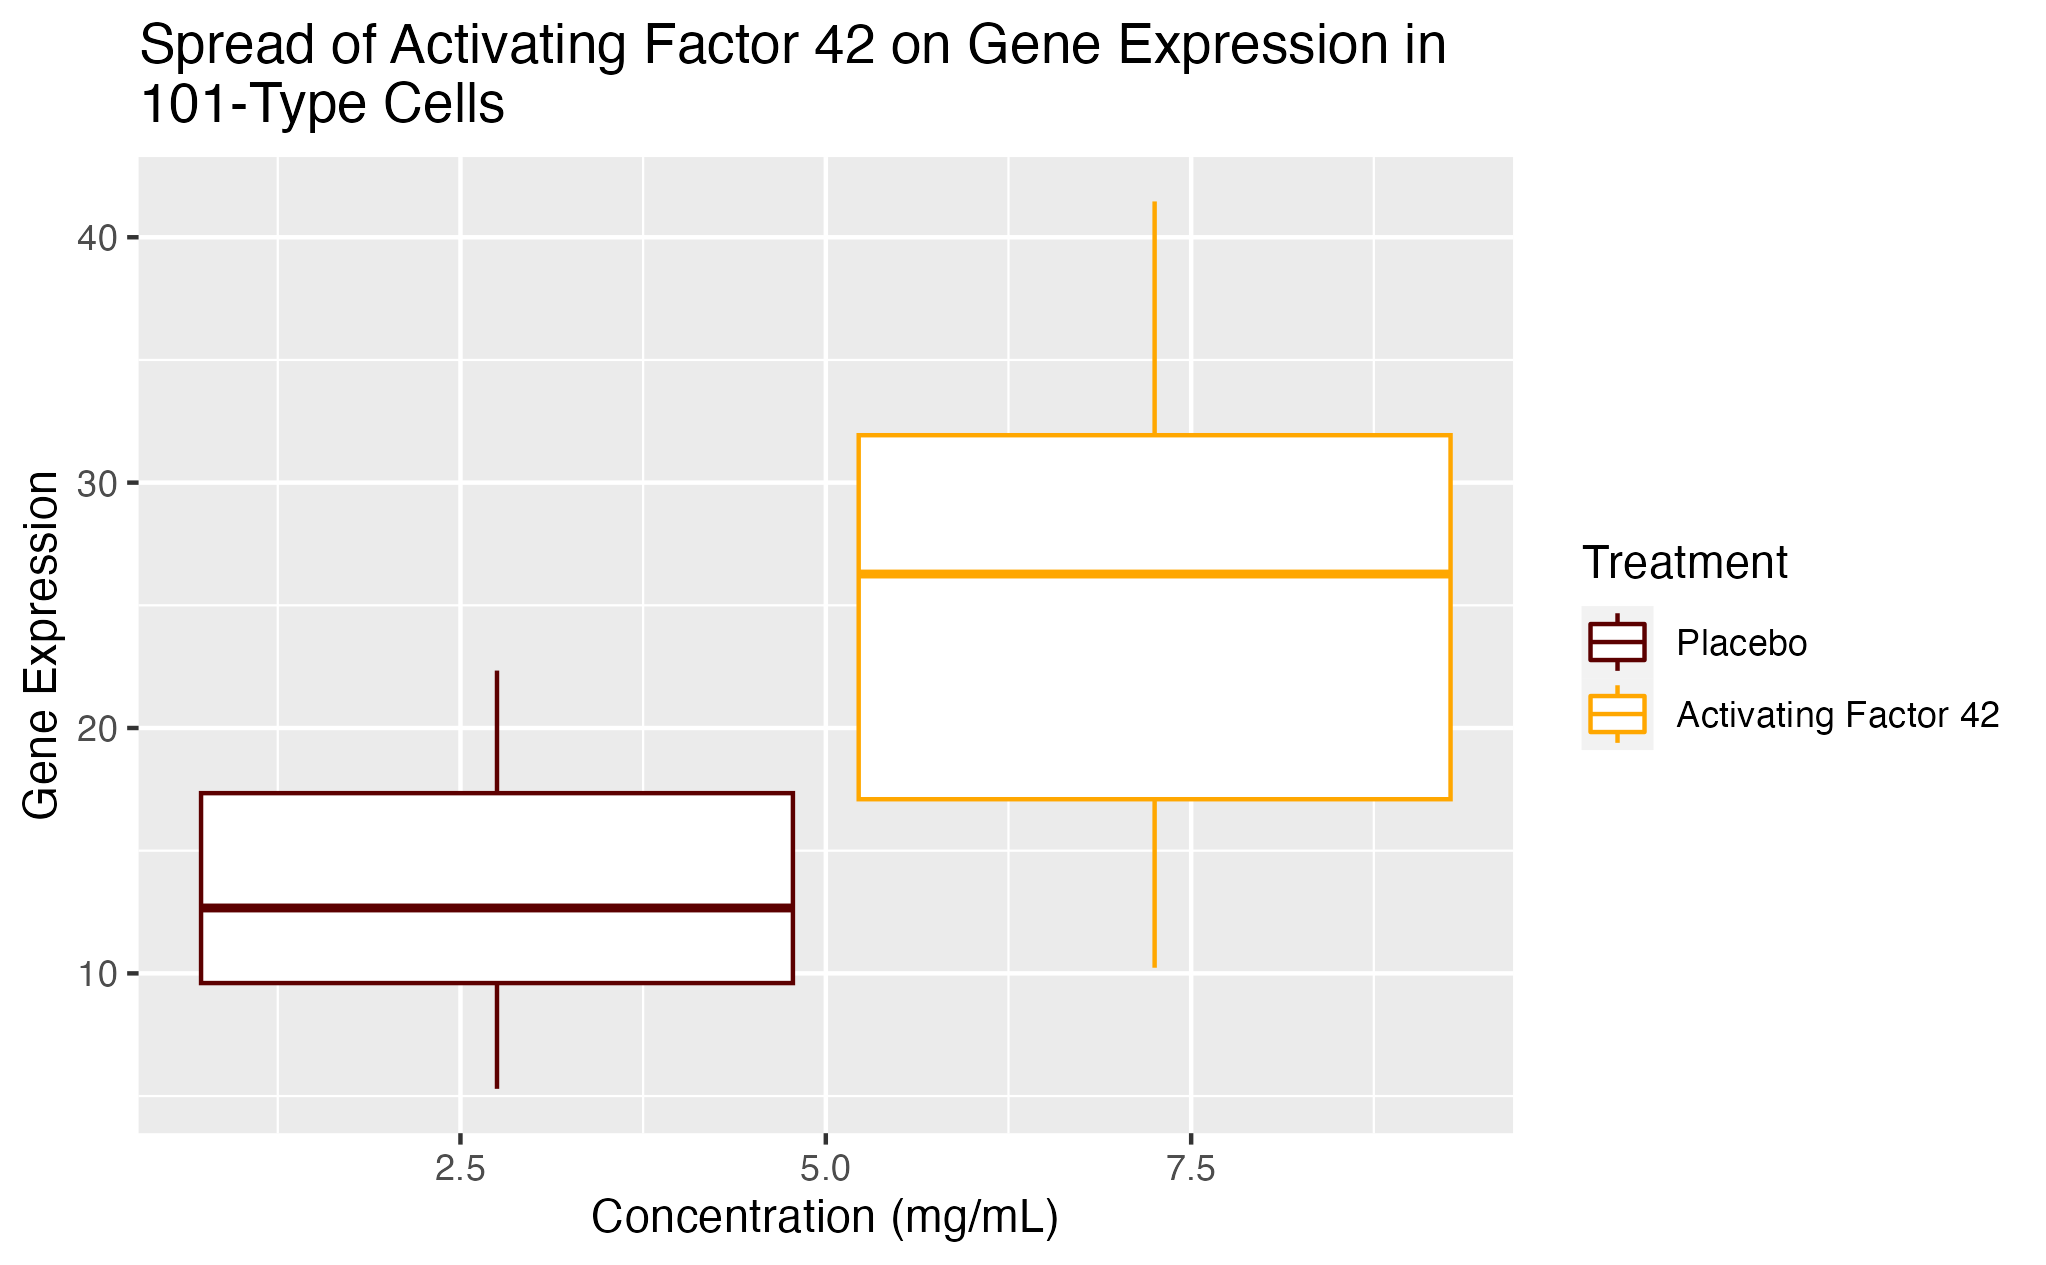 Spread of Activating Factor 42 on Gene Expression in
101-Type Cells
40
30
20
10
Gene Expression
2.5
5.0
7.5
Concentration (mg/mL)
Treatment
Placebo
Activating Factor 42